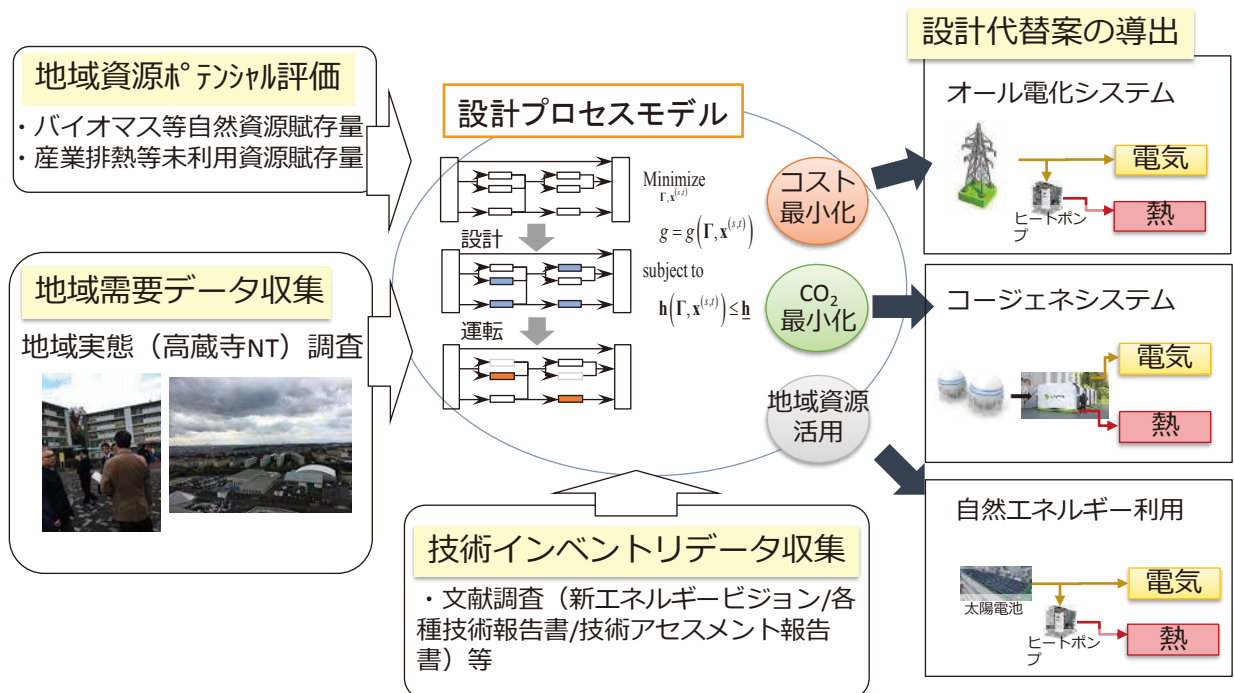 地域資源ﾎﾟﾃﾝｼｬﾙ評価
・バイオマス等自然資源賦存量
・産業排熱等未利用資源賦存量
地域需要データ収集
地域実態（高蔵寺NT）調査
設計プロセスモデル
設計
運転
Minimize
Γ,x^(s,t)
g = g(Γ,x^(s,t))
subject to
h(Γ,x^(s,t)) ≤ h
コスト
最小化
CO₂
最小化
地域資源
活用
技術インベントリデータ収集
・文献調査（新エネルギービジョン/各
種技術報告書/技術アセスメント報告
書）等
設計代替案の導出
オール電化システム
電気
ヒートポン
プ
熱
コージェネシステム
電気
熱
自然エネルギー利用
太陽電池
電気
ヒートポン
プ
熱